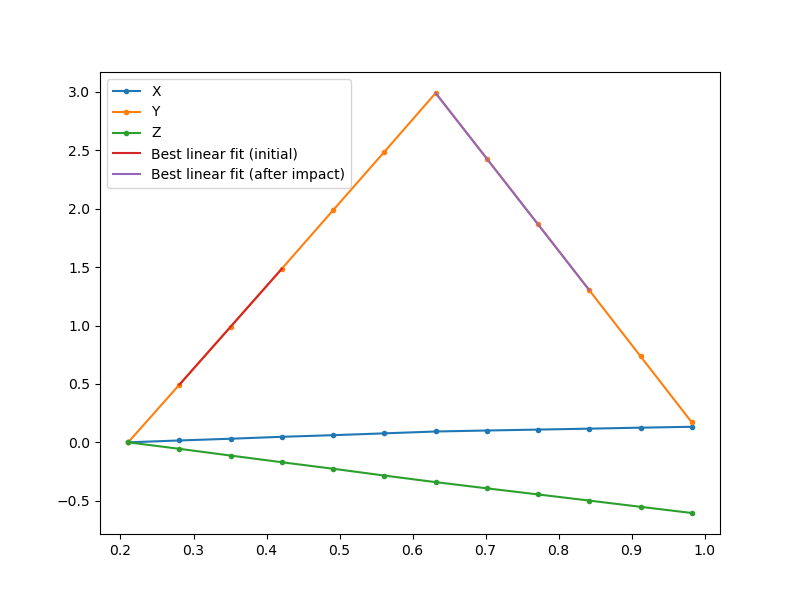 X
Y
Z
Best linear fit (initial)
Best linear fit (after impact)
3.0
2.5
2.0
1.5
1.0
0.5
0.0
−0.5
0.2 0.3 0.4 0.5 0.6 0.7 0.8 0.9 1.0